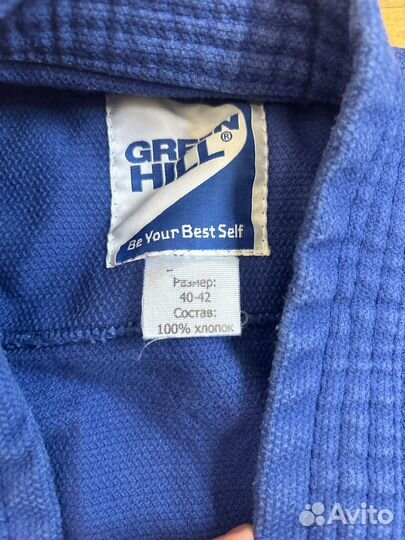 GREEN
HILL®
Be Your Best Self
Размер:
40-42
Состав:
100% хлопок
Avito